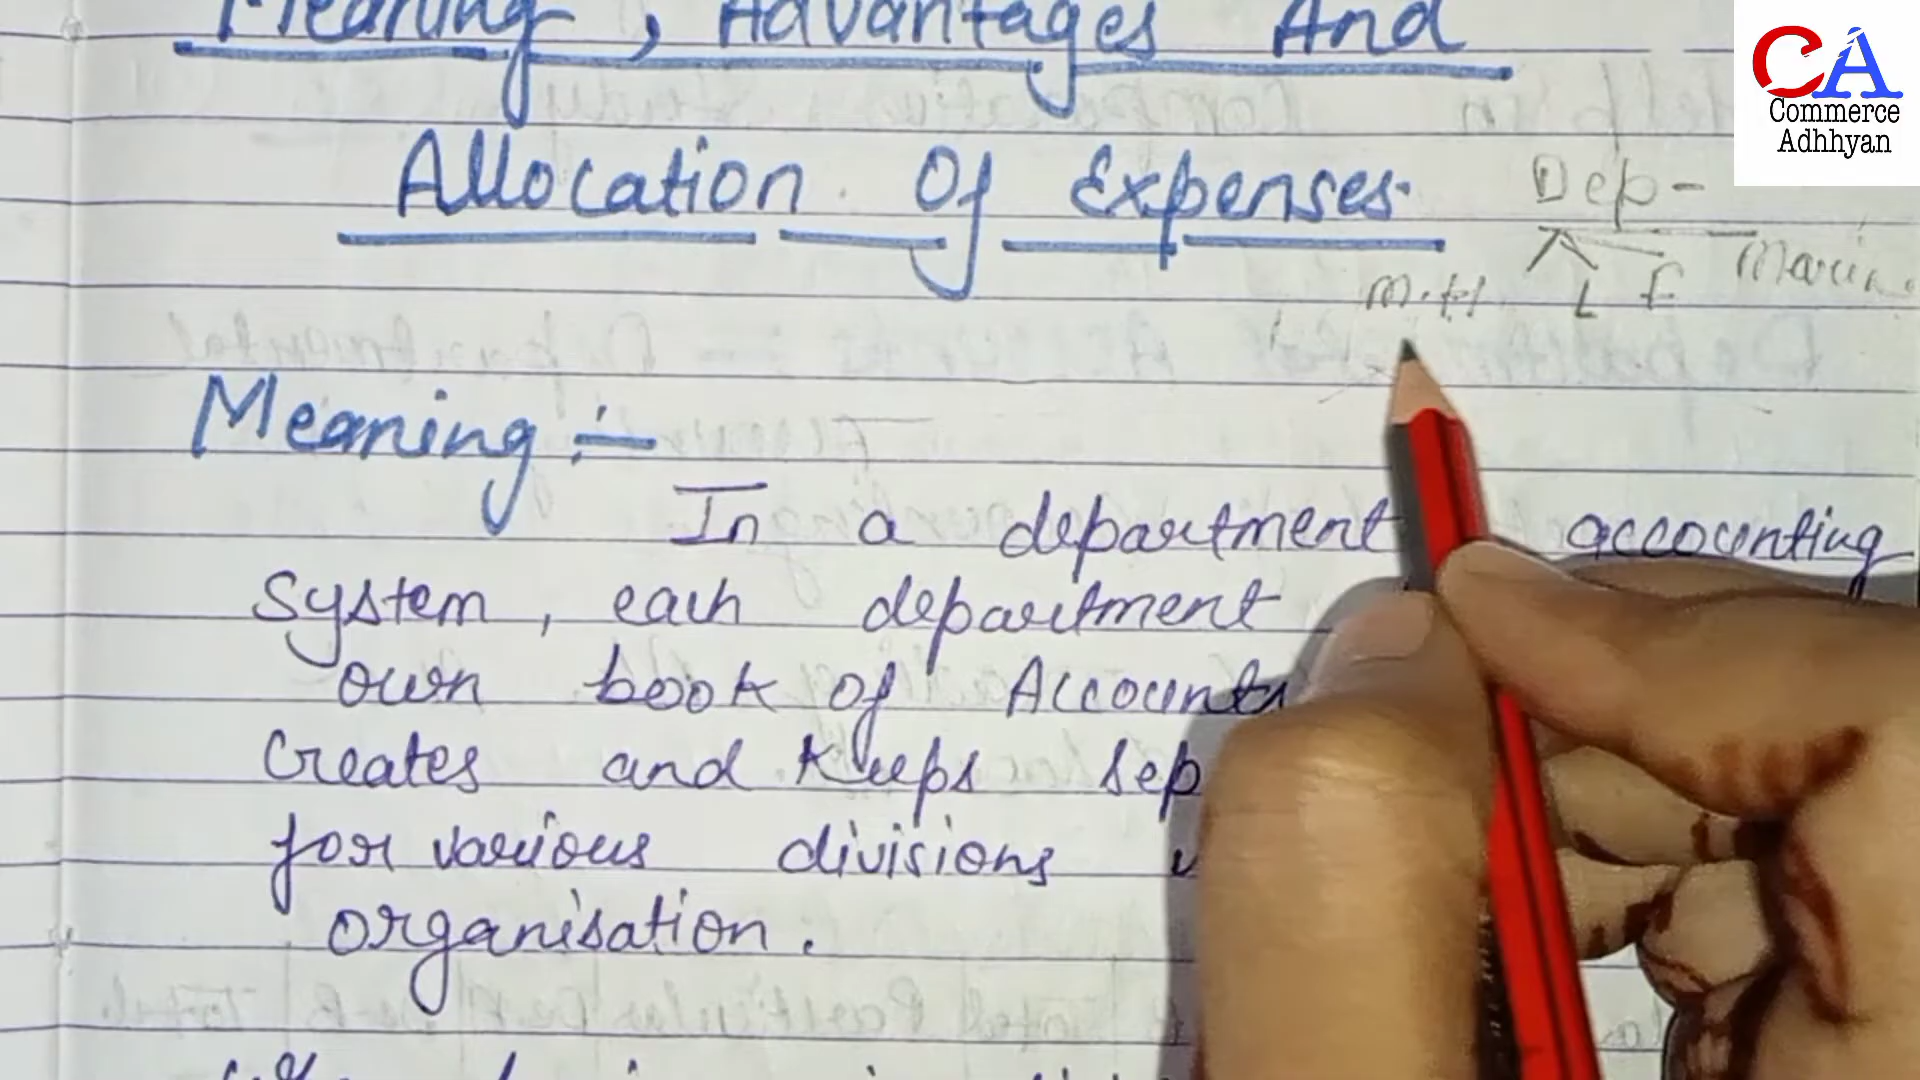 Meaning, Advantages And
Allocation Of Expenses.
CA
Commerce
Adhhyan
Dep-
L F
Meaning :-
In a department accounting
System, each department
own book of Accounts
Creates and Keeps sep
for various divisions
organisation.